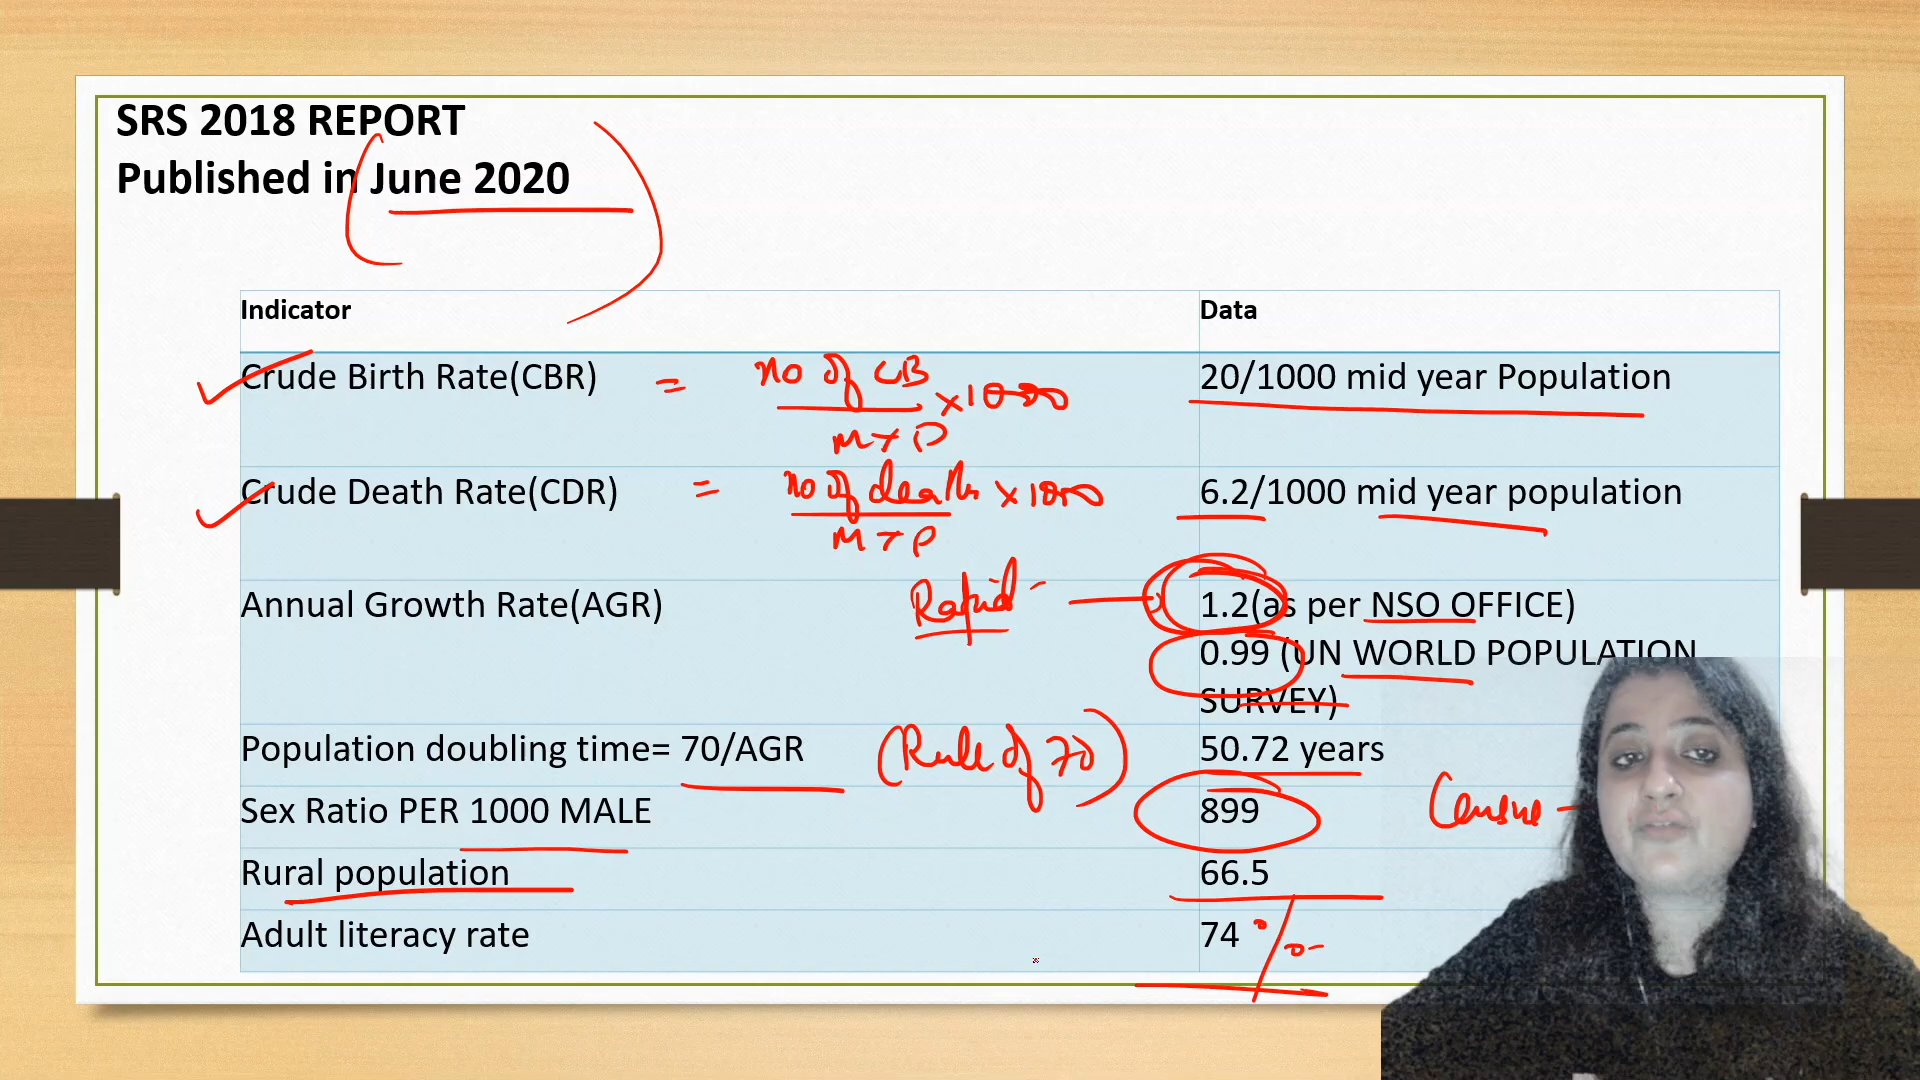 SRS 2018 REPORT
Published in June 2020
Indicator Data
Crude Birth Rate(CBR) = no of CB ×1000 20/1000 mid year Population
M Y P
Crude Death Rate(CDR) = no of deaths ×1000 6.2/1000 mid year population
M Y P
Annual Growth Rate(AGR) Rapid 1.2(as per NSO OFFICE)
0.99 (UN WORLD POPULATION
SURVEY)
Population doubling time= 70/AGR (Rule of 70) 50.72 years
Sex Ratio PER 1000 MALE 899 Census
Rural population 66.5
Adult literacy rate 74 %